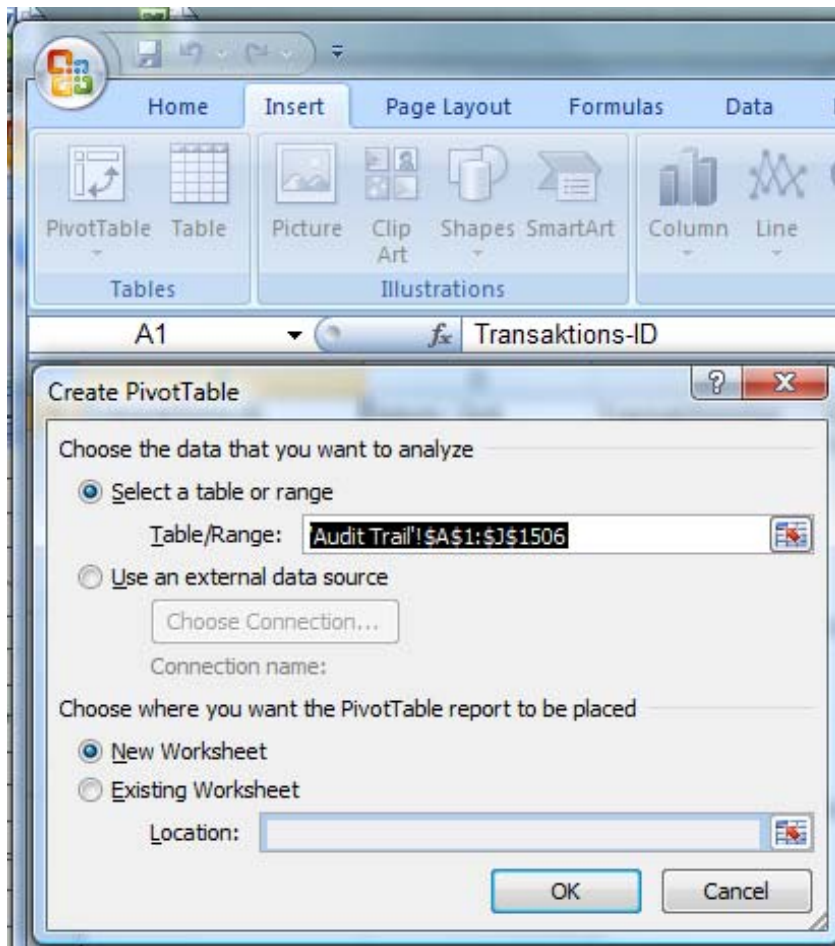 Home Insert Page Layout Formulas Data
PivotTable Table Picture Clip Art Shapes SmartArt Column Line
Tables Illustrations
A1 fx Transaktions-ID
Create PivotTable
Choose the data that you want to analyze
Select a table or range
Table/Range: 'Audit Trail'!$A$1:$J$1506
Use an external data source
Choose Connection...
Connection name:
Choose where you want the PivotTable report to be placed
New Worksheet
Existing Worksheet
Location:
OK Cancel